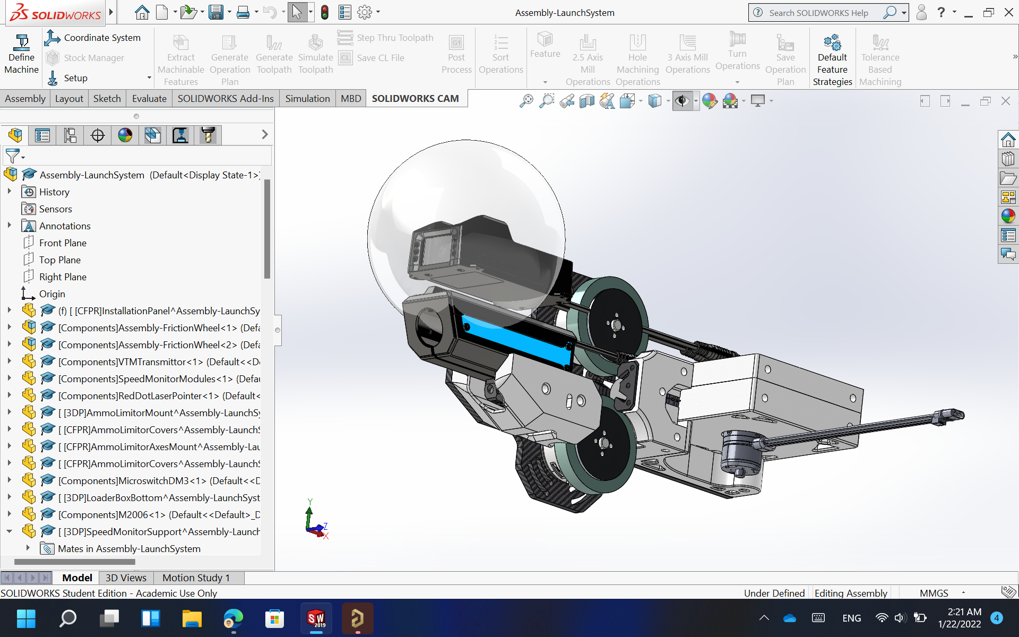 SOLIDWORKS
Assembly-LaunchSystem
Search SOLIDWORKS Help
Define Machine
Coordinate System
Stock Manager
Setup
Extract Machinable Features
Generate Operation Plan
Generate Toolpath
Simulate Toolpath
Step Thru Toolpath
Save CL File
Post Process
Sort Operations
Feature
2.5 Axis Mill Operations
Hole Machining Operations
3 Axis Mill Operations
Turn Operations
Save Operation Plan
Default Feature Strategies
Tolerance Based Machining
Assembly
Layout
Sketch
Evaluate
SOLIDWORKS Add-Ins
Simulation
MBD
SOLIDWORKS CAM
Assembly-LaunchSystem (Default<Display State-1>)
History
Sensors
Annotations
Front Plane
Top Plane
Right Plane
Origin
(f) [ [CFPR]InstallationPanel^Assembly-LaunchSy
[Components]Assembly-FrictionWheel<1> (Defa
[Components]Assembly-FrictionWheel<2> (Defa
[Components]VTMTransmittor<1> (Default<<De
[Components]SpeedMonitorModules<1> (Defau
[Components]RedDotLaserPointer<1> (Default<
[ [3DP]AmmoLimitorMount^Assembly-LaunchSy
[ [CFPR]AmmoLimitorCovers^Assembly-LaunchS
[ [CFPR]AmmoLimitorAxesMount^Assembly-Lau
[ [CFPR]AmmoLimitorCovers^Assembly-LaunchS
[Components]MicroswitchDM3<1> (Default<<D
[ [3DP]LoaderBoxBottom^Assembly-LaunchSyst
[Components]M2006<1> (Default<<Default>_D
[ [3DP]SpeedMonitorSupport^Assembly-Launch
Mates in Assembly-LaunchSystem
Y
Z
X
Model
3D Views
Motion Study 1
SOLIDWORKS Student Edition - Academic Use Only
Under Defined
Editing Assembly
MMGS
SW
2019
ENG
2:21 AM
1/22/2022
4